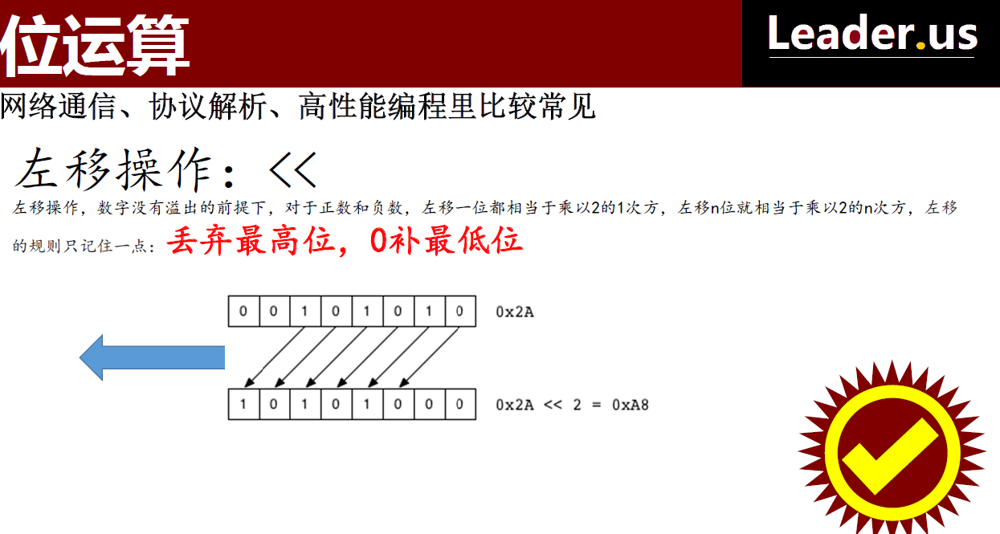 位运算
Leader.us
网络通信、协议解析、高性能编程里比较常见
左移操作：<<
左移操作，数字没有溢出的前提下，对于正数和负数，左移一位都相当于乘以2的1次方，左移n位就相当于乘以2的n次方，左移
的规则只记住一点：丢弃最高位，0补最低位
0 0 1 0 1 0 1 0 0x2A
1 0 1 0 1 0 0 0 0x2A << 2 = 0xA8